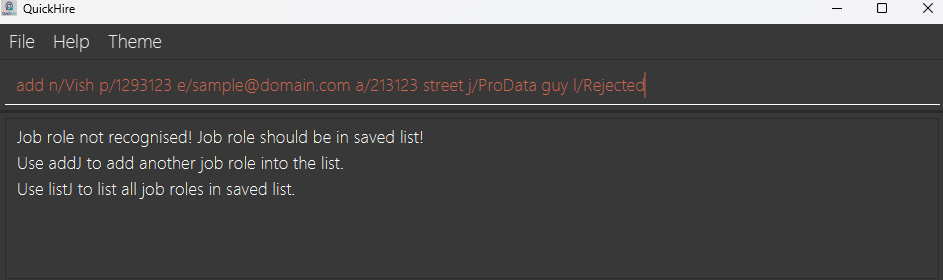 QuickHire
File Help Theme
add n/Vish p/1293123 e/sample@domain.com a/213123 street j/ProData guy l/Rejected
Job role not recognised! Job role should be in saved list!
Use addJ to add another job role into the list.
Use listJ to list all job roles in saved list.